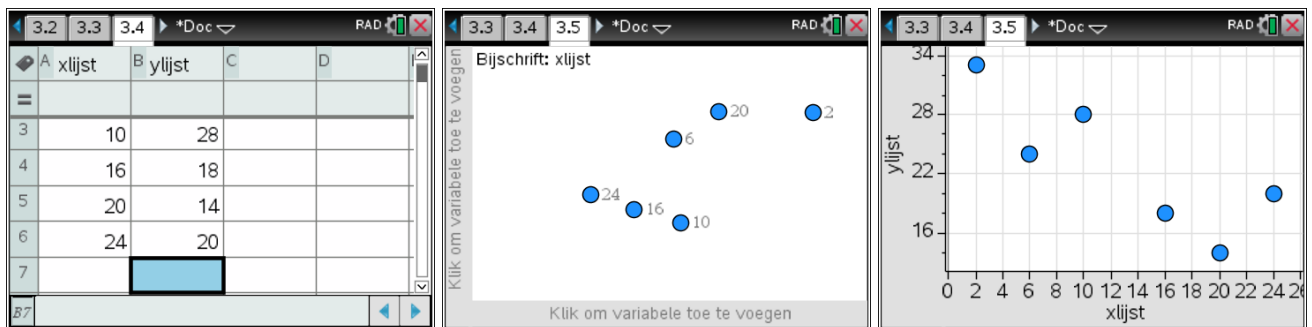 3.2 3.3 3.4 *Doc RAD
A xlijst B ylijst C D
=
3 10 28
4 16 18
5 20 14
6 24 20
7
B7
3.3 3.4 3.5 *Doc RAD
Bijschrift: xlijst
Klik om variabele toe te voegen
20
2
6
24
16
10
Klik om variabele toe te voegen
3.3 3.4 3.5 *Doc RAD
ylijst
34
28
22
16
0 2 4 6 8 10 12 14 16 18 20 22 24
xlijst